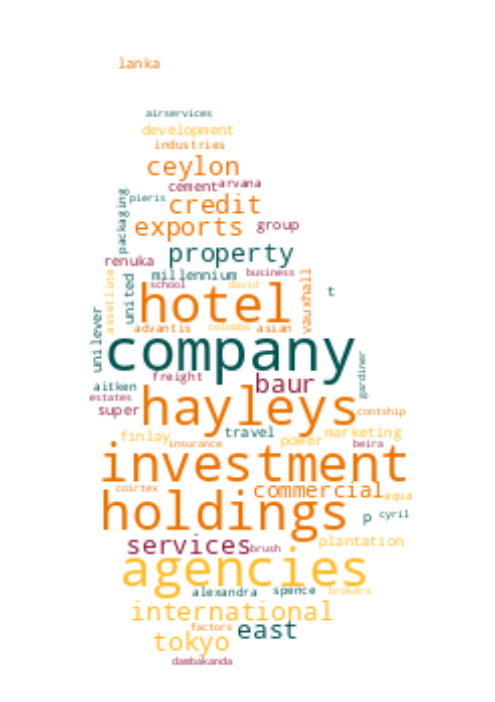 lanka
airservices
development
industries
ceylon
cement arvana
packaging
pieris
credit
exports group
property
renuka
millennium business
school david
united
assetline
vauxhall
hotel
t
advantis colombo asian
unilever
company
gardiner
freight
baur
aitken
estates
super
hayleys
contship
finlay travel marketing
insurance power beira
investment
coirtex
commercial
aqua
holdings
p cyril
services brush plantation
agencies
alexandra spence brokers
international
factors east
tokyo
dambakanda